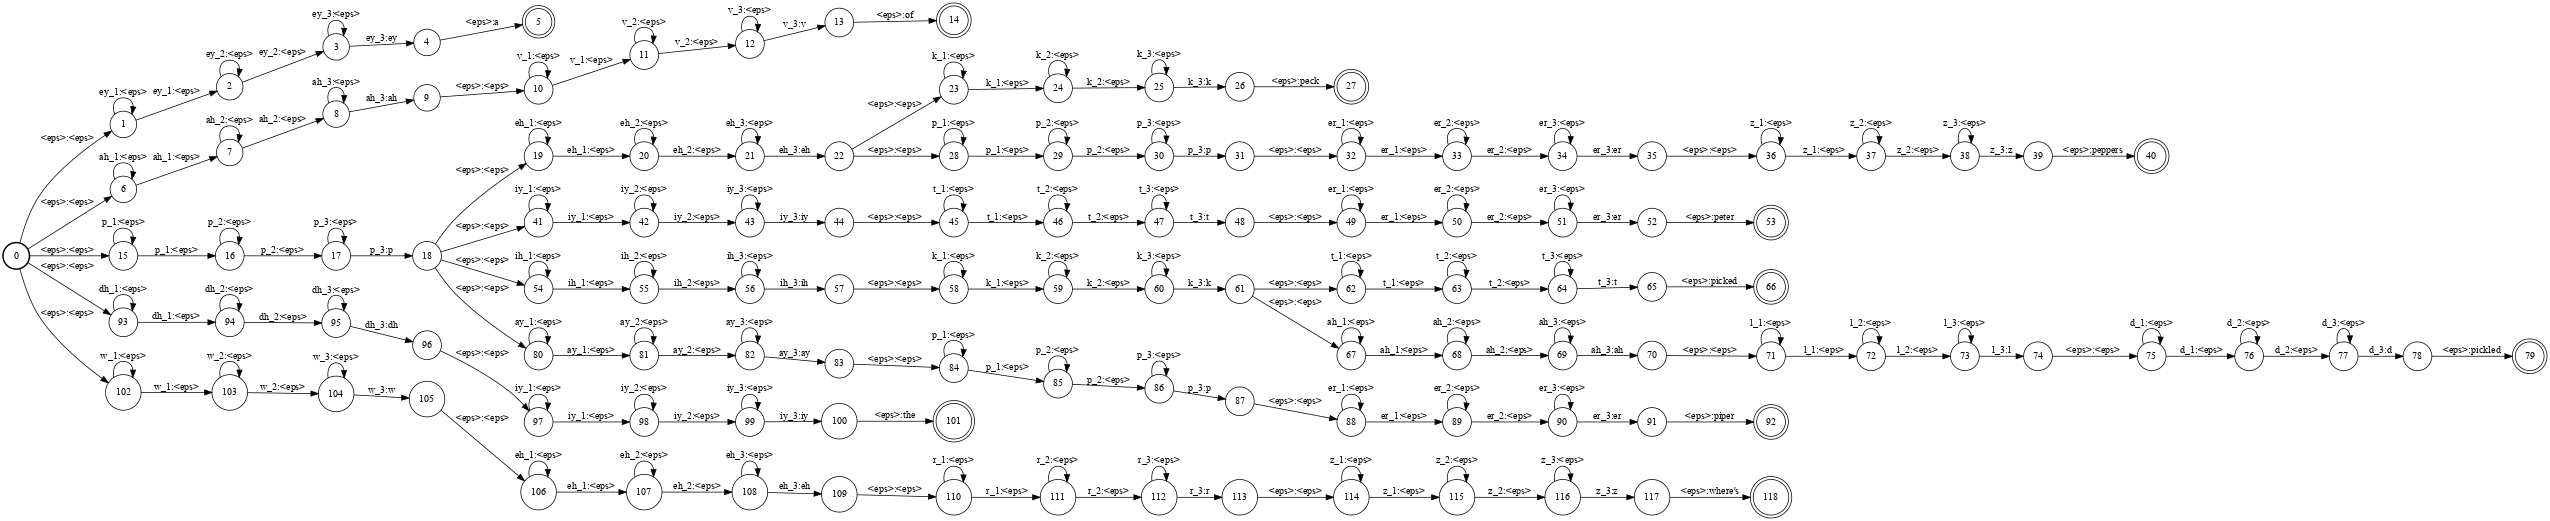 ey_3:<eps> <eps>:a 5
ey_2:<eps> ey_2:<eps> 3 ey_3:ey 4
ey_1:<eps> ey_1:<eps> 2
<eps>:<eps> 1
v_3:<eps> v_3:v 13 <eps>:of 14
v_2:<eps> v_2:<eps> 12
v_1:<eps> v_1:<eps> 11
ah_3:<eps> ah_3:ah 9 <eps>:<eps> 10
ah_2:<eps> ah_2:<eps> 8
ah_1:<eps> ah_1:<eps> 7
<eps>:<eps> 6
k_1:<eps> k_2:<eps> k_3:<eps>
<eps>:<eps> 23 k_1:<eps> 24 k_2:<eps> 25 k_3:k 26 <eps>:peck 27
eh_1:<eps> eh_2:<eps> eh_3:<eps> p_1:<eps> p_2:<eps> p_3:<eps> er_1:<eps> er_2:<eps> er_3:<eps> z_1:<eps> z_2:<eps> z_3:<eps>
<eps>:<eps> 19 eh_1:<eps> 20 eh_2:<eps> 21 eh_3:eh 22 <eps>:<eps> 28 p_1:<eps> 29 p_2:<eps> 30 p_3:p 31 <eps>:<eps> 32 er_1:<eps> 33 er_2:<eps> 34 er_3:er 35 <eps>:<eps> 36 z_1:<eps> 37 z_2:<eps> 38 z_3:z 39 <eps>:peppers 40
iy_1:<eps> iy_2:<eps> iy_3:<eps> t_1:<eps> t_2:<eps> t_3:<eps> er_1:<eps> er_2:<eps> er_3:<eps>
<eps>:<eps> 41 iy_1:<eps> 42 iy_2:<eps> 43 iy_3:iy 44 <eps>:<eps> 45 t_1:<eps> 46 t_2:<eps> 47 t_3:t 48 <eps>:<eps> 49 er_1:<eps> 50 er_2:<eps> 51 er_3:er 52 <eps>:peter 53
p_1:<eps> p_2:<eps> p_3:<eps>
0 <eps>:<eps> 15 p_1:<eps> 16 p_2:<eps> 17 p_3:p 18
ih_1:<eps> ih_2:<eps> ih_3:<eps> k_1:<eps> k_2:<eps> k_3:<eps> t_1:<eps> t_2:<eps> t_3:<eps>
<eps>:<eps> 54 ih_1:<eps> 55 ih_2:<eps> 56 ih_3:ih 57 <eps>:<eps> 58 k_1:<eps> 59 k_2:<eps> 60 k_3:k 61 <eps>:<eps> 62 t_1:<eps> 63 t_2:<eps> 64 t_3:t 65 <eps>:picked 66
ah_1:<eps> ah_2:<eps> ah_3:<eps> l_1:<eps> l_2:<eps> l_3:<eps> d_1:<eps> d_2:<eps> d_3:<eps>
<eps>:<eps> 67 ah_1:<eps> 68 ah_2:<eps> 69 ah_3:ah 70 <eps>:<eps> 71 l_1:<eps> 72 l_2:<eps> 73 l_3:l 74 <eps>:<eps> 75 d_1:<eps> 76 d_2:<eps> 77 d_3:d 78 <eps>:pickled 79
ay_1:<eps> ay_2:<eps> ay_3:<eps> p_1:<eps> p_2:<eps> p_3:<eps> er_1:<eps> er_2:<eps> er_3:<eps>
<eps>:<eps> 80 ay_1:<eps> 81 ay_2:<eps> 82 ay_3:ay 83 <eps>:<eps> 84 p_1:<eps> 85 p_2:<eps> 86 p_3:p 87 <eps>:<eps> 88 er_1:<eps> 89 er_2:<eps> 90 er_3:er 91 <eps>:piper 92
dh_1:<eps> dh_2:<eps> dh_3:<eps>
<eps>:<eps> 93 dh_1:<eps> 94 dh_2:<eps> 95 dh_3:dh 96
iy_1:<eps> iy_2:<eps> iy_3:<eps>
<eps>:<eps> 97 iy_1:<eps> 98 iy_2:<eps> 99 iy_3:iy 100 <eps>:the 101
w_1:<eps> w_2:<eps> w_3:<eps>
<eps>:<eps> 102 w_1:<eps> 103 w_2:<eps> 104 w_3:w 105
eh_1:<eps> eh_2:<eps> eh_3:<eps> r_1:<eps> r_2:<eps> r_3:<eps> z_1:<eps> z_2:<eps> z_3:<eps>
<eps>:<eps> 106 eh_1:<eps> 107 eh_2:<eps> 108 eh_3:eh 109 <eps>:<eps> 110 r_1:<eps> 111 r_2:<eps> 112 r_3:r 113 <eps>:<eps> 114 z_1:<eps> 115 z_2:<eps> 116 z_3:z 117 <eps>:where's 118